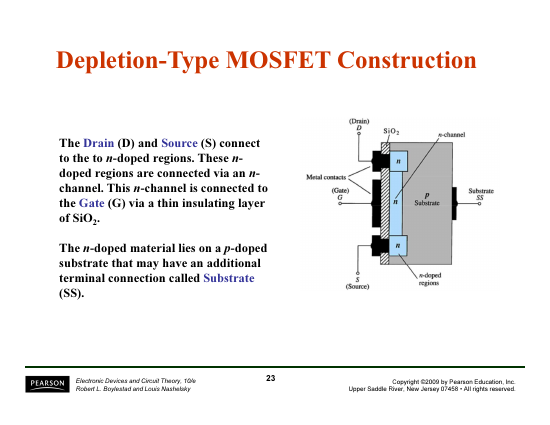 Depletion-Type MOSFET Construction
The Drain (D) and Source (S) connect
to the to n-doped regions. These n-
doped regions are connected via an n-
channel. This n-channel is connected to
the Gate (G) via a thin insulating layer
of SiO2.
The n-doped material lies on a p-doped
substrate that may have an additional
terminal connection called Substrate
(SS).
(Drain)
D
SiO2
n-channel
n
Metal contacts
(Gate)
G
n
p
Substrate
Substrate
SS
n
S
(Source)
n-doped
regions
PEARSON
Electronic Devices and Circuit Theory, 10/e
Robert L. Boylestad and Louis Nashelsky
23
Copyright ©2009 by Pearson Education, Inc.
Upper Saddle River, New Jersey 07458 • All rights reserved.